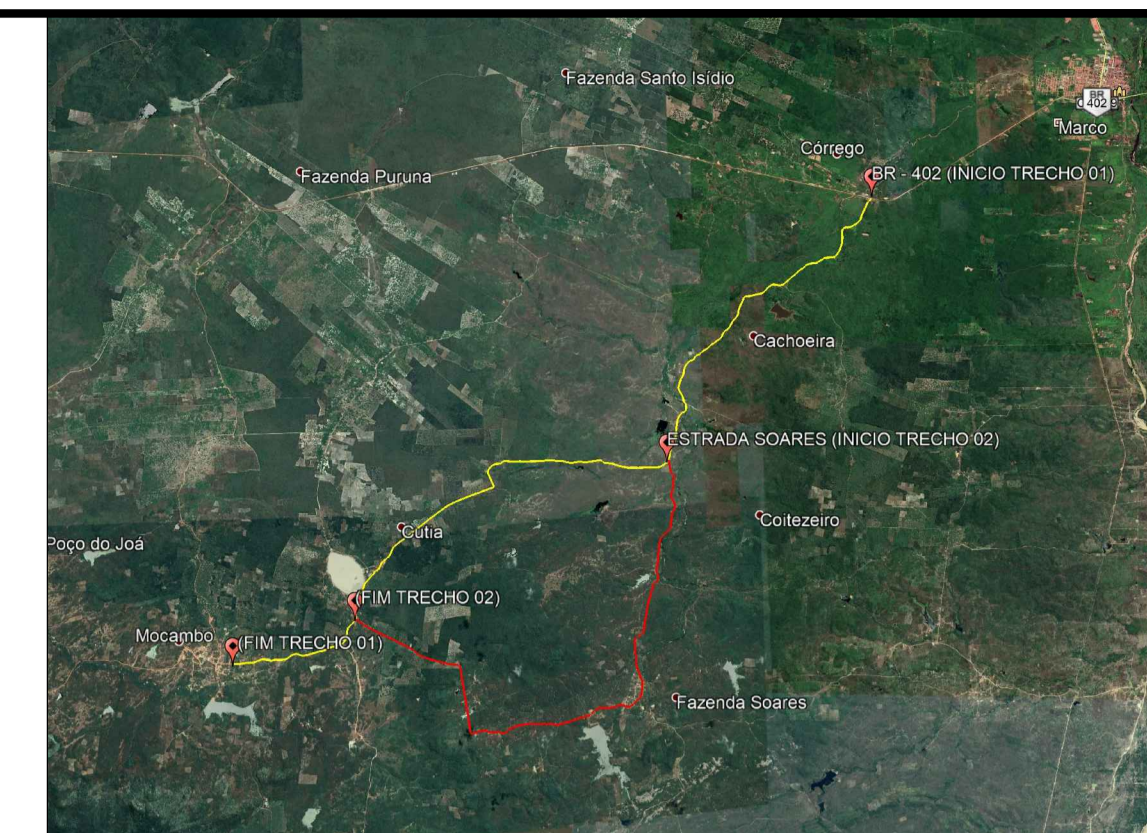 Fazenda Santo Isídio
BR
402
Marco
Córrego
BR - 402 (INICIO TRECHO 01)
Fazenda Puruna
Cachoeira
ESTRADA SOARES (INICIO TRECHO 02)
Coitezeiro
Cutia
Poço do Joá
(FIM TRECHO 02)
Mocambo
(FIM TRECHO 01)
Fazenda Soares